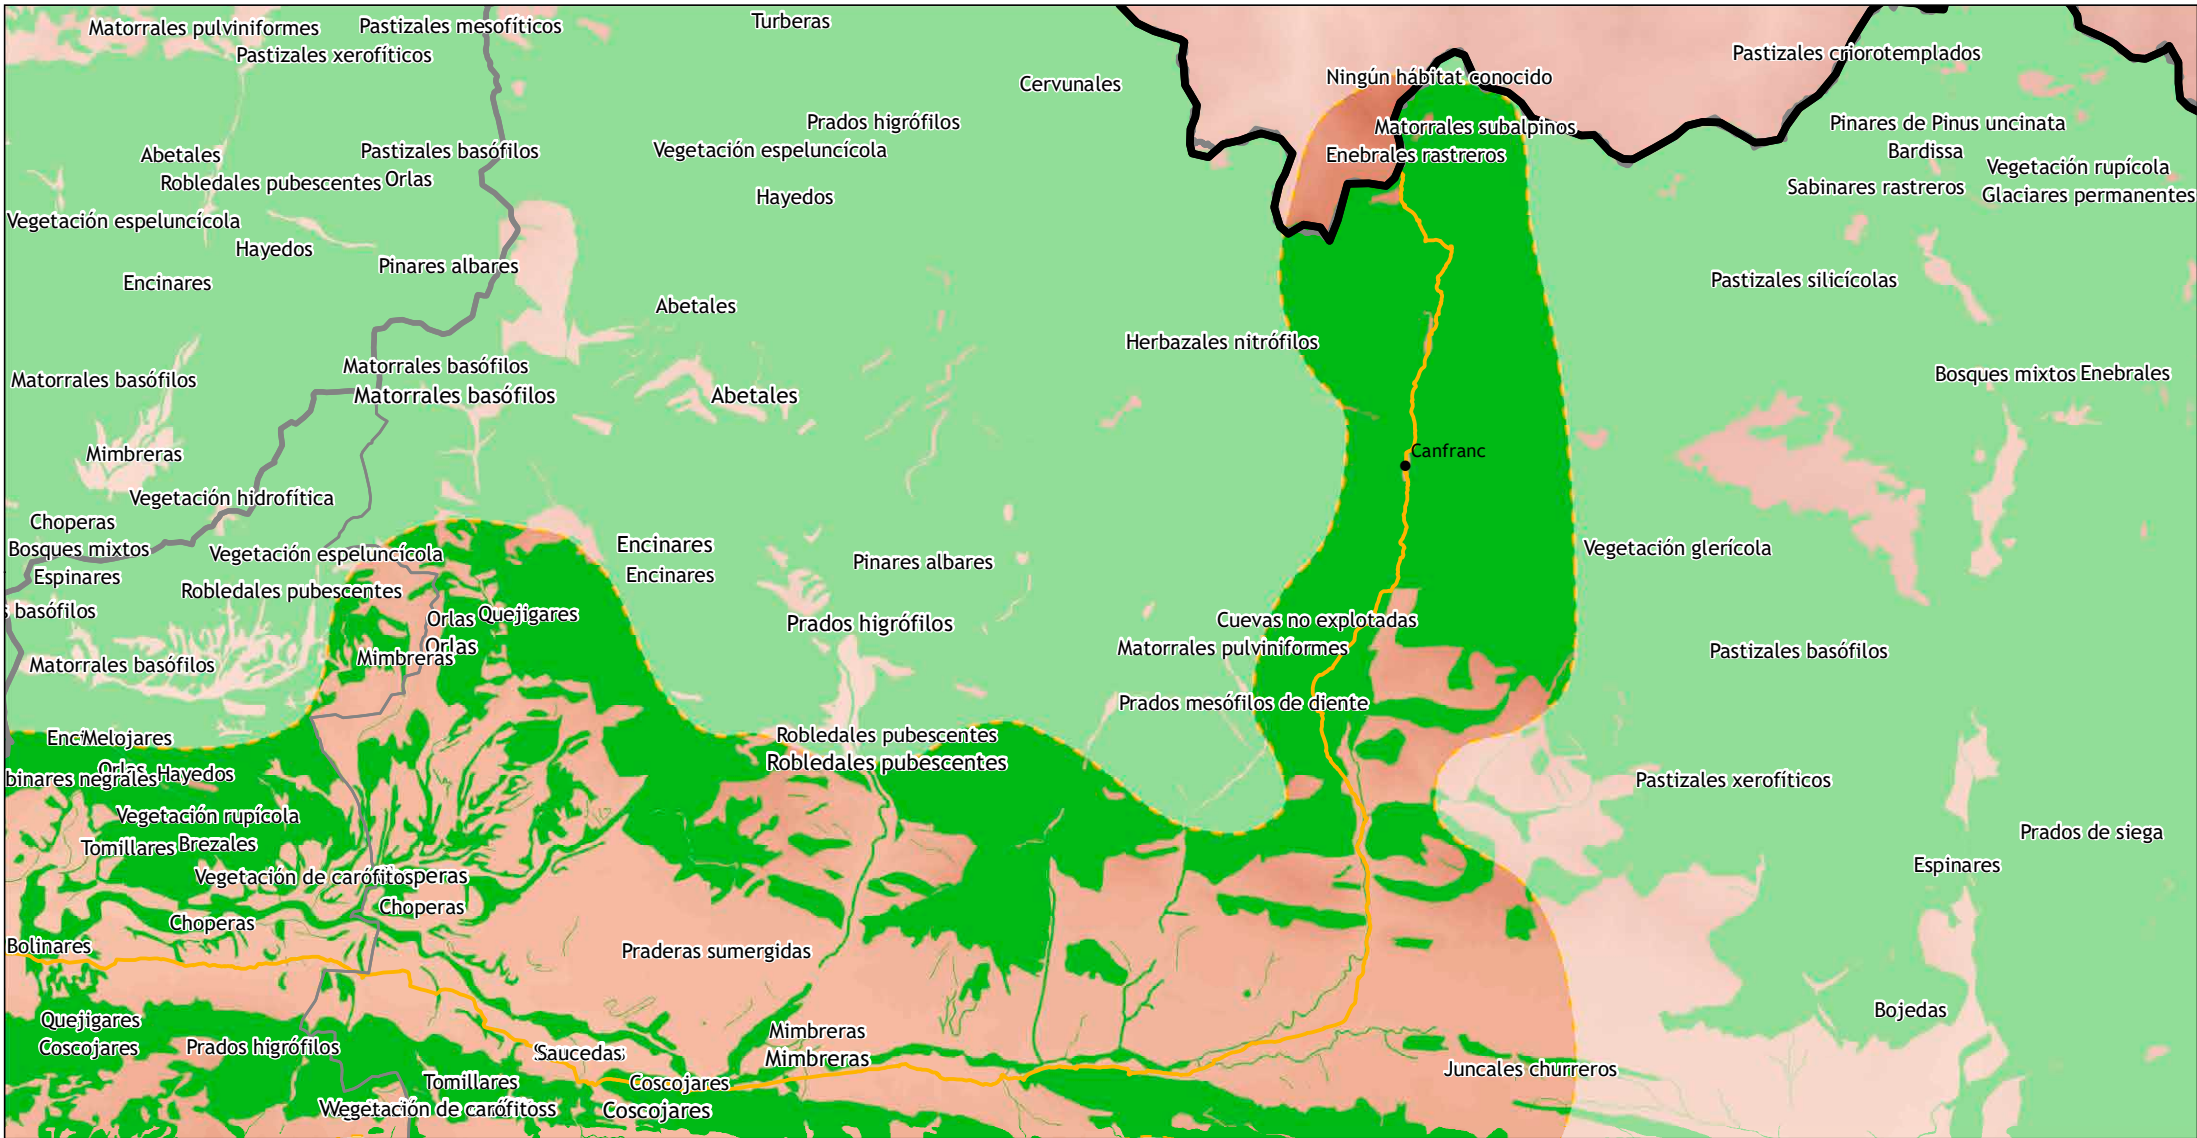 Turberas
Matorrales pulviniformes
Pastizales mesofíticos
Pastizales xerofíticos
Pastizales criorotemplados
Ningún hábitat conocido
Cervunales
Prados higrófilos
Pinares de Pinus uncinata
Matorrales subalpinos
Vegetación espeluncícola
Pastizales basófilos
Bardissa
Abetales
Enebrales rastreros
Vegetación rupícola
Orlas
Robledales pubescentes
Sabinares rastreros
Glaciares permanentes
Hayedos
Vegetación espeluncícola
Hayedos
Pinares albares
Pastizales silicícolas
Encinares
Abetales
Herbazales nitrófilos
Matorrales basófilos
Bosques mixtos
Enebrales
Matorrales basófilos
Matorrales basófilos
Abetales
Canfranc
Mimbreras
Vegetación hidrofítica
Choperas
Encinares
Bosques mixtos
Vegetación glerícola
Vegetación espeluncícola
Pinares albares
Espinares
Encinares
Robledales pubescentes
s basófilos
Quejigares
Orlas
Cuevas no explotadas
Prados higrófilos
Orlas
Matorrales pulviniformes
Pastizales basófilos
Mimbreras
Matorrales basófilos
Prados mesófilos de diente
Robledales pubescentes
Enci
Melojares
Robledales pubescentes
Orlas
Hayedos
binares negrales
Pastizales xerofíticos
Vegetación rupícola
Prados de siega
Brezales
Tomillares
Espinares
Vegetación de carófitos
peras
Choperas
Choperas
Bolinares
Praderas sumergidas
Bojedas
Quejigares
Mimbreras
Prados higrófilos
Coscojares
Saucedas
Mimbreras
Juncales churreros
Tomillares
Coscojares
Vegetación de carófitos
Coscojares